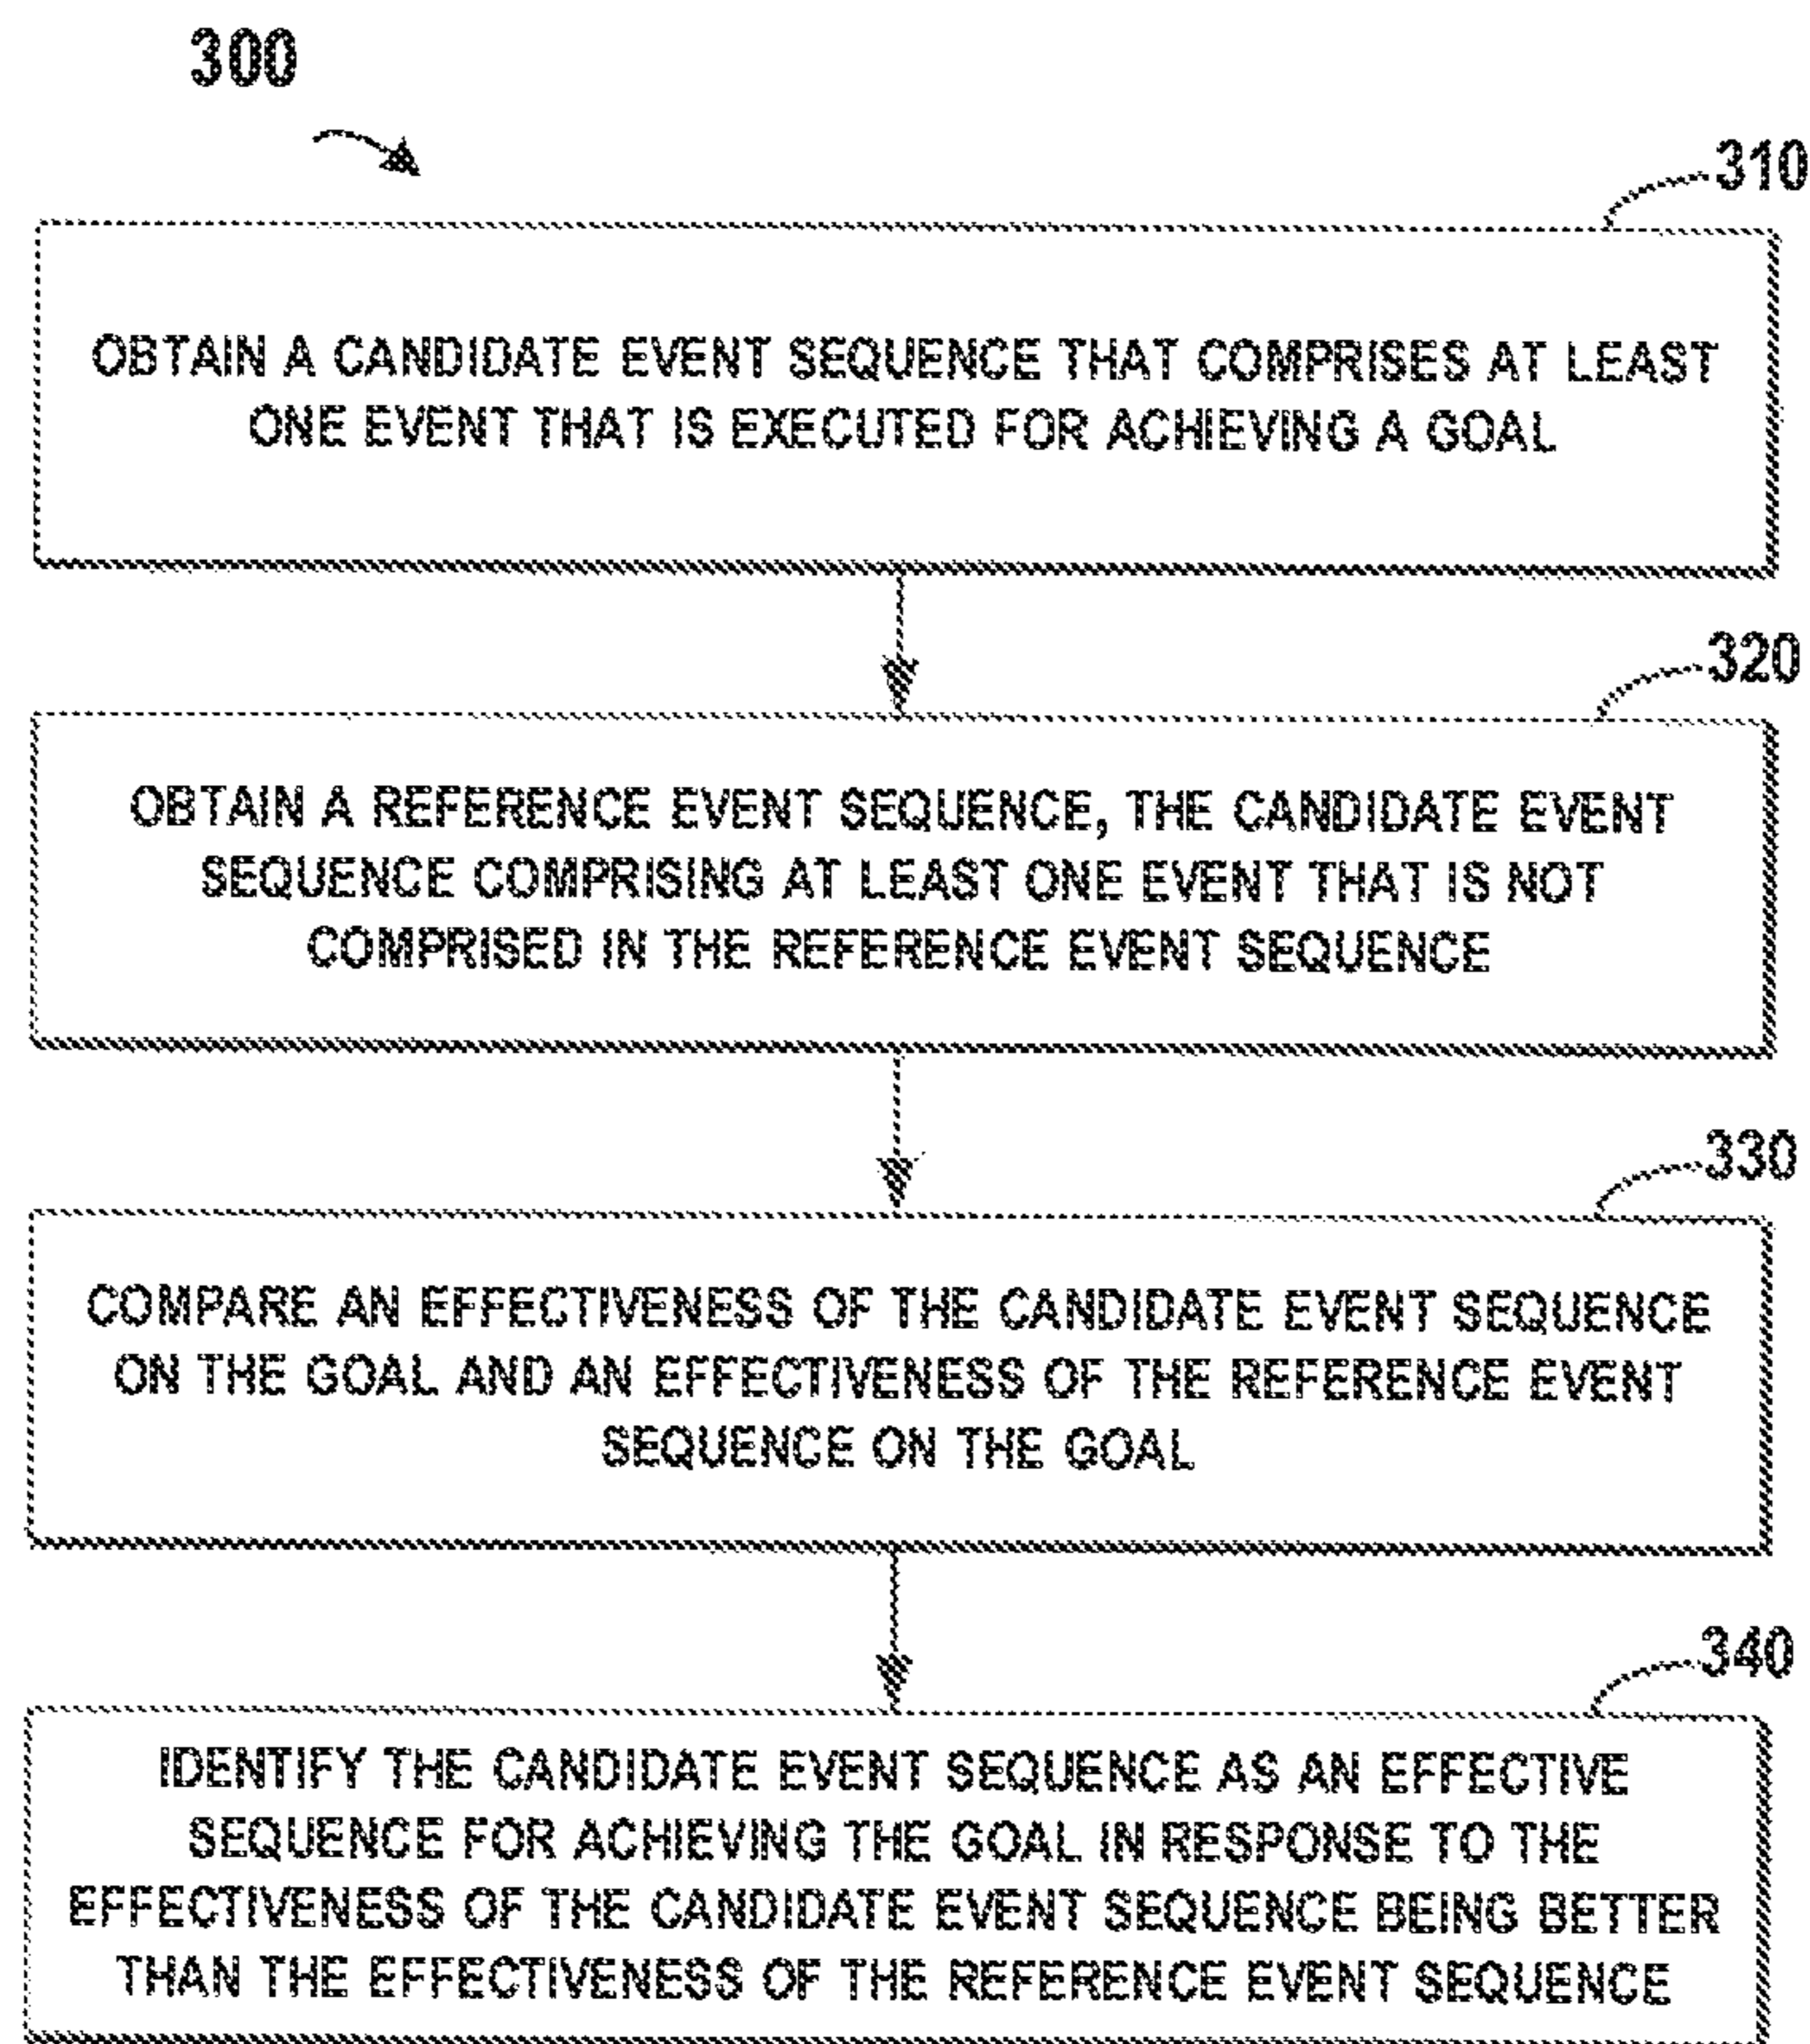 300
310
OBTAIN A CANDIDATE EVENT SEQUENCE THAT COMPRISES AT LEAST
ONE EVENT THAT IS EXECUTED FOR ACHIEVING A GOAL
320
OBTAIN A REFERENCE EVENT SEQUENCE, THE CANDIDATE EVENT
SEQUENCE COMPRISING AT LEAST ONE EVENT THAT IS NOT
COMPRISED IN THE REFERENCE EVENT SEQUENCE
330
COMPARE AN EFFECTIVENESS OF THE CANDIDATE EVENT SEQUENCE
ON THE GOAL AND AN EFFECTIVENESS OF THE REFERENCE EVENT
SEQUENCE ON THE GOAL
340
IDENTIFY THE CANDIDATE EVENT SEQUENCE AS AN EFFECTIVE
SEQUENCE FOR ACHIEVING THE GOAL IN RESPONSE TO THE
EFFECTIVENESS OF THE CANDIDATE EVENT SEQUENCE BEING BETTER
THAN THE EFFECTIVENESS OF THE REFERENCE EVENT SEQUENCE